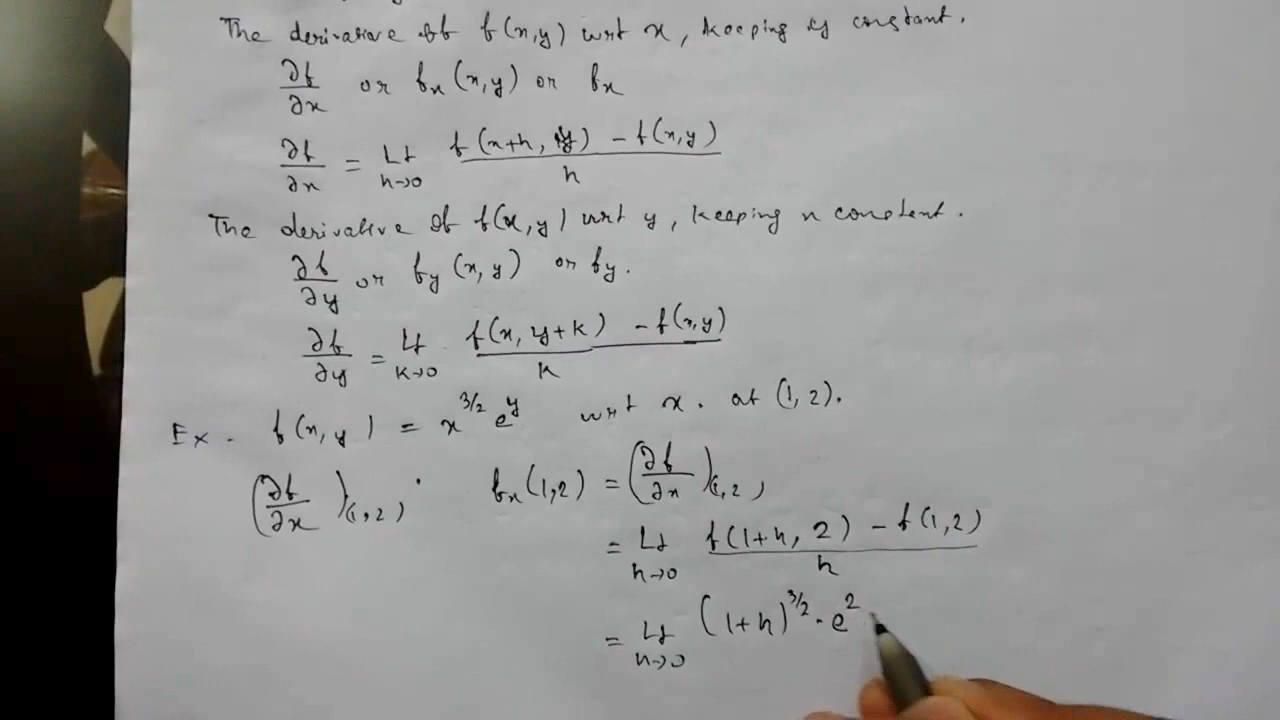 The derivative of f(x,y) wrt x, keeping y constant.
∂f/∂x or fx(x,y) or fx
∂f/∂x = Lt h→0 f(x+h, y) - f(x,y) / h
The derivative of f(x,y) wrt y, keeping x constent.
∂f/∂y or fy(x,y) or fy.
∂f/∂y = Lt k→0 f(x, y+k) - f(x,y) / k
Ex. f(x,y) = x^3/2 e^y wrt x. at (1,2).
(∂f/∂x)(1,2) . fx(1,2) = (∂f/∂x)(1,2)
= Lt h→0 f(1+h, 2) - f(1,2) / h
= Lt h→0 (1+h)^3/2 . e^2